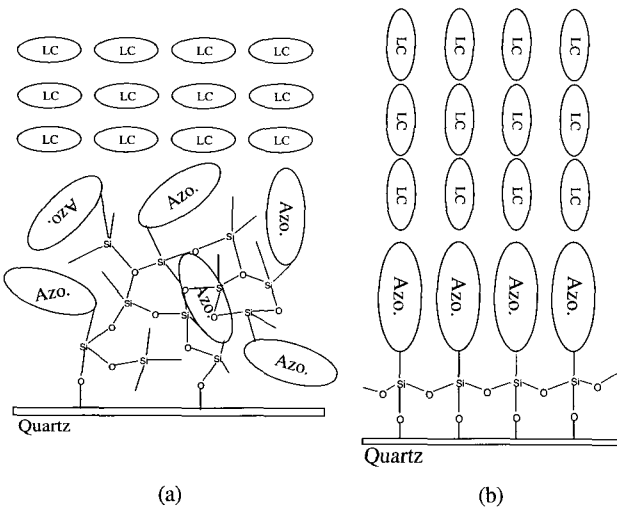 LC LC LC LC
LC LC LC LC
LC LC LC LC
Azo. Azo. Azo.
Si Si
O
Si
O O Si
O Si
Azo. Azo.
Si
O Si O Si O
O
Si O Si
Si Azo.
O
O O
Quartz
(a)
LC LC LC LC
LC LC LC LC
LC LC LC LC
Azo. Azo. Azo. Azo.
O Si O Si O Si O Si O
O O O O
Quartz
(b)